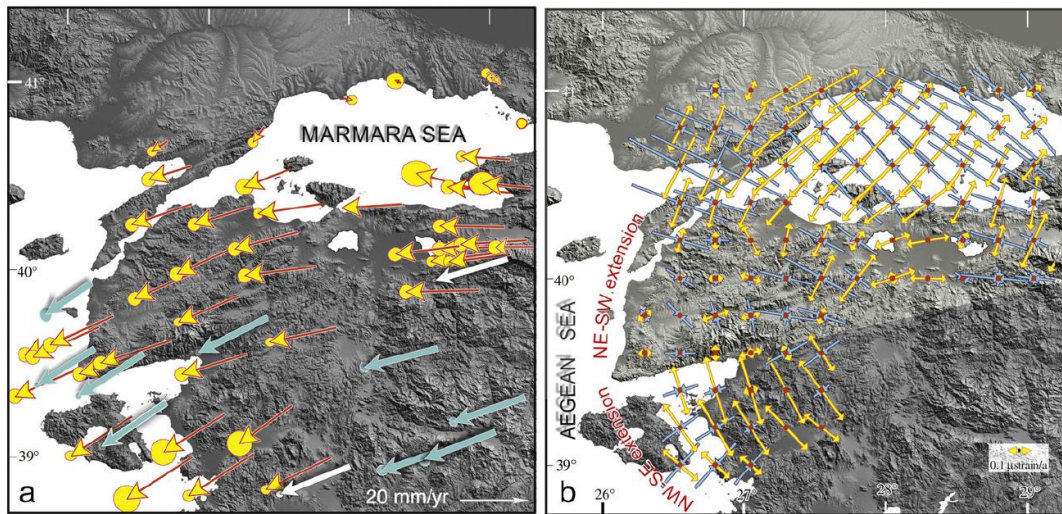 41°
MARMARA SEA
40°
39°
a
20 mm/yr
41°
40°
39°
AEGEAN SEA
NE-SW extension
NW-SE extension
b
0.1 µstrain/a
26°
27°
28°
29°